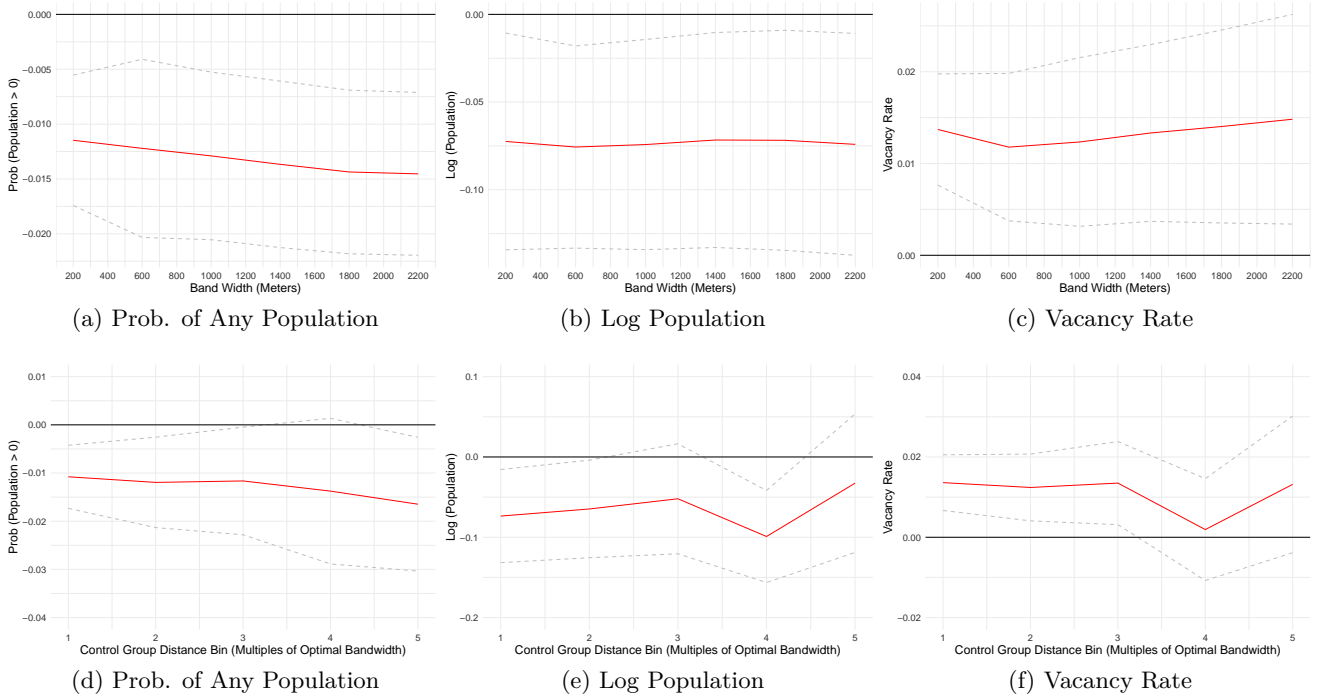 0.000
−0.005
−0.010
−0.015
−0.020
Prob (Population > 0)
200 400 600 800 1000 1200 1400 1600 1800 2000 2200
Band Width (Meters)
(a) Prob. of Any Population
0.00
−0.05
−0.10
Log (Population)
200 400 600 800 1000 1200 1400 1600 1800 2000 2200
Band Width (Meters)
(b) Log Population
0.02
0.01
0.00
Vacancy Rate
200 400 600 800 1000 1200 1400 1600 1800 2000 2200
Band Width (Meters)
(c) Vacancy Rate
0.01
0.00
−0.01
−0.02
−0.03
−0.04
Prob (Population > 0)
1 2 3 4 5
Control Group Distance Bin (Multiples of Optimal Bandwidth)
(d) Prob. of Any Population
0.1
0.0
−0.1
−0.2
Log (Population)
1 2 3 4 5
Control Group Distance Bin (Multiples of Optimal Bandwidth)
(e) Log Population
0.04
0.02
0.00
−0.02
Vacancy Rate
1 2 3 4 5
Control Group Distance Bin (Multiples of Optimal Bandwidth)
(f) Vacancy Rate